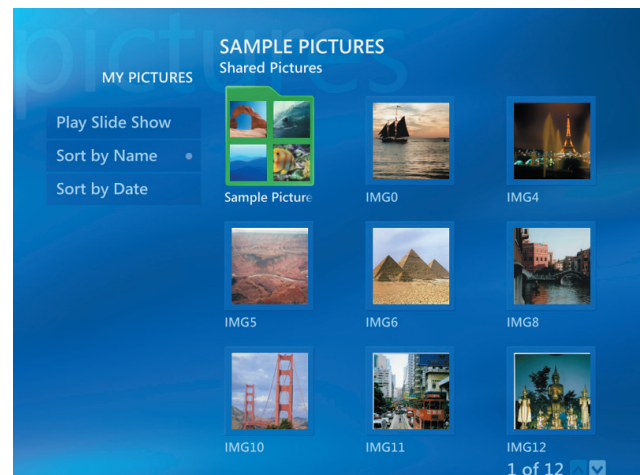 pictures
SAMPLE PICTURES
Shared Pictures
MY PICTURES
Play Slide Show
Sort by Name
Sort by Date
Sample Picture
IMG0
IMG4
IMG5
IMG6
IMG8
IMG10
IMG11
IMG12
1 of 12